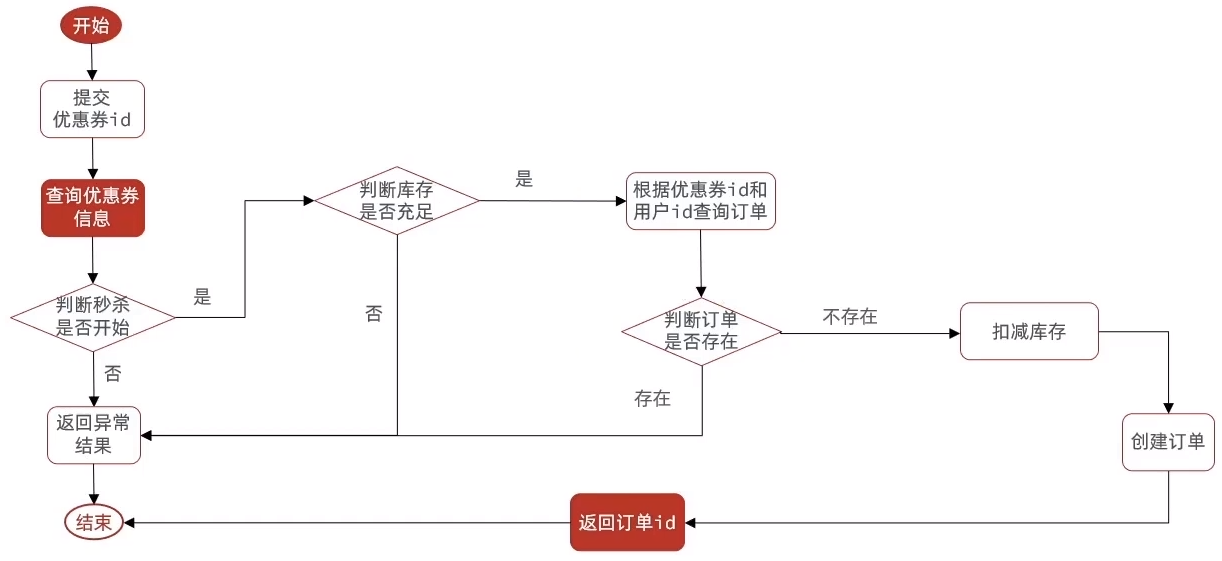 开始
提交
优惠券id
查询优惠券
信息
判断秒杀
是否开始
是
否
返回异常
结果
结束
判断库存
是否充足
是
否
根据优惠券id和
用户id查询订单
判断订单
是否存在
不存在
存在
扣减库存
创建订单
返回订单id